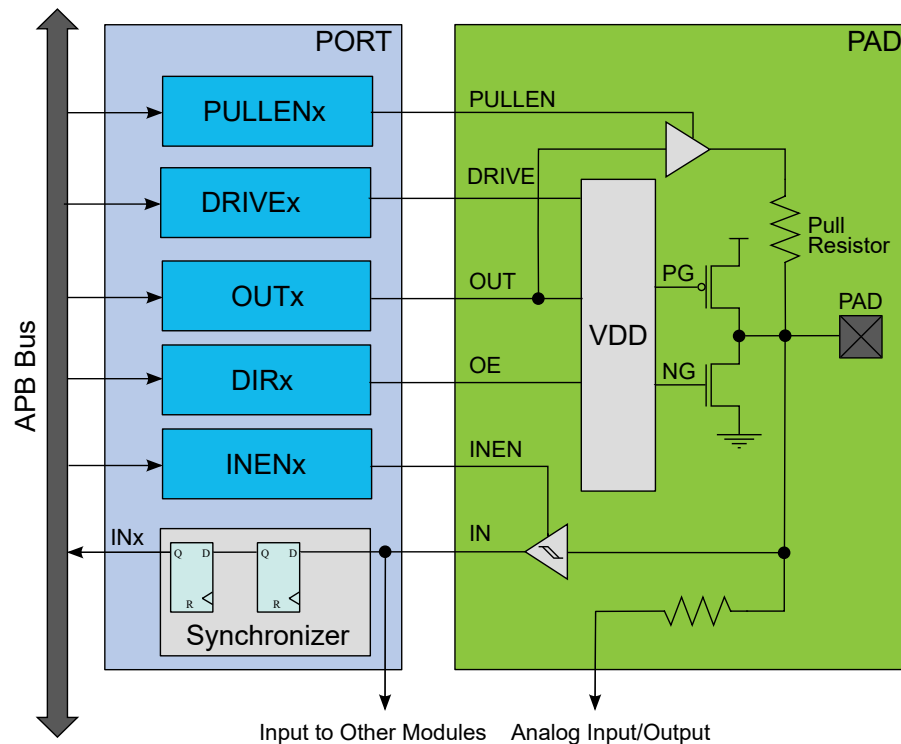 PORT
PAD
APB Bus
PULLENx
PULLEN
DRIVEx
DRIVE
Pull
Resistor
OUTx
OUT
PG
PAD
VDD
DIRx
OE
NG
INENx
INEN
INx
Q D
R
Q D
R
IN
Synchronizer
Input to Other Modules
Analog Input/Output